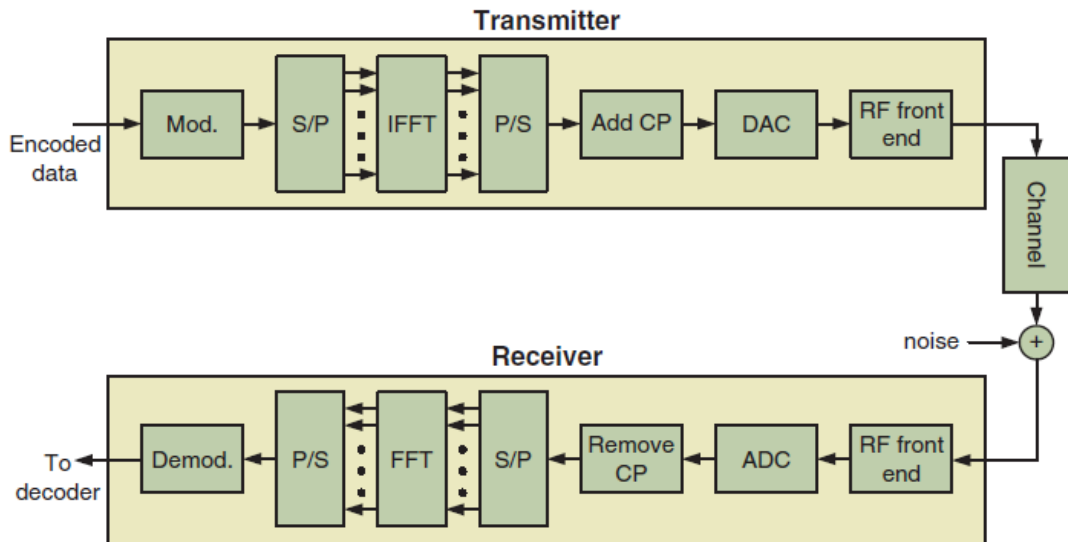 Transmitter
Encoded
data
Mod.
S/P
IFFT
P/S
Add CP
DAC
RF front
end
Channel
noise
+
Receiver
To
decoder
Demod.
P/S
FFT
S/P
Remove
CP
ADC
RF front
end